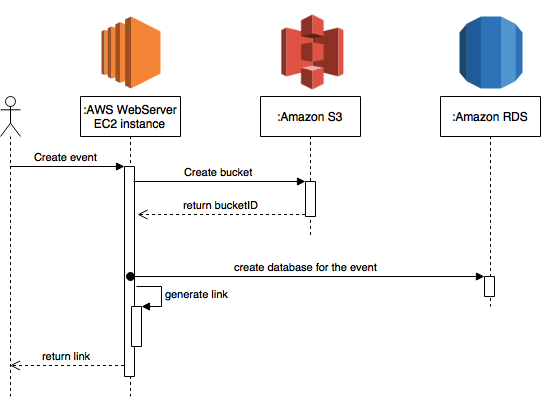 :AWS WebServer
EC2 instance
:Amazon S3
:Amazon RDS
Create event
Create bucket
return bucketID
create database for the event
generate link
return link